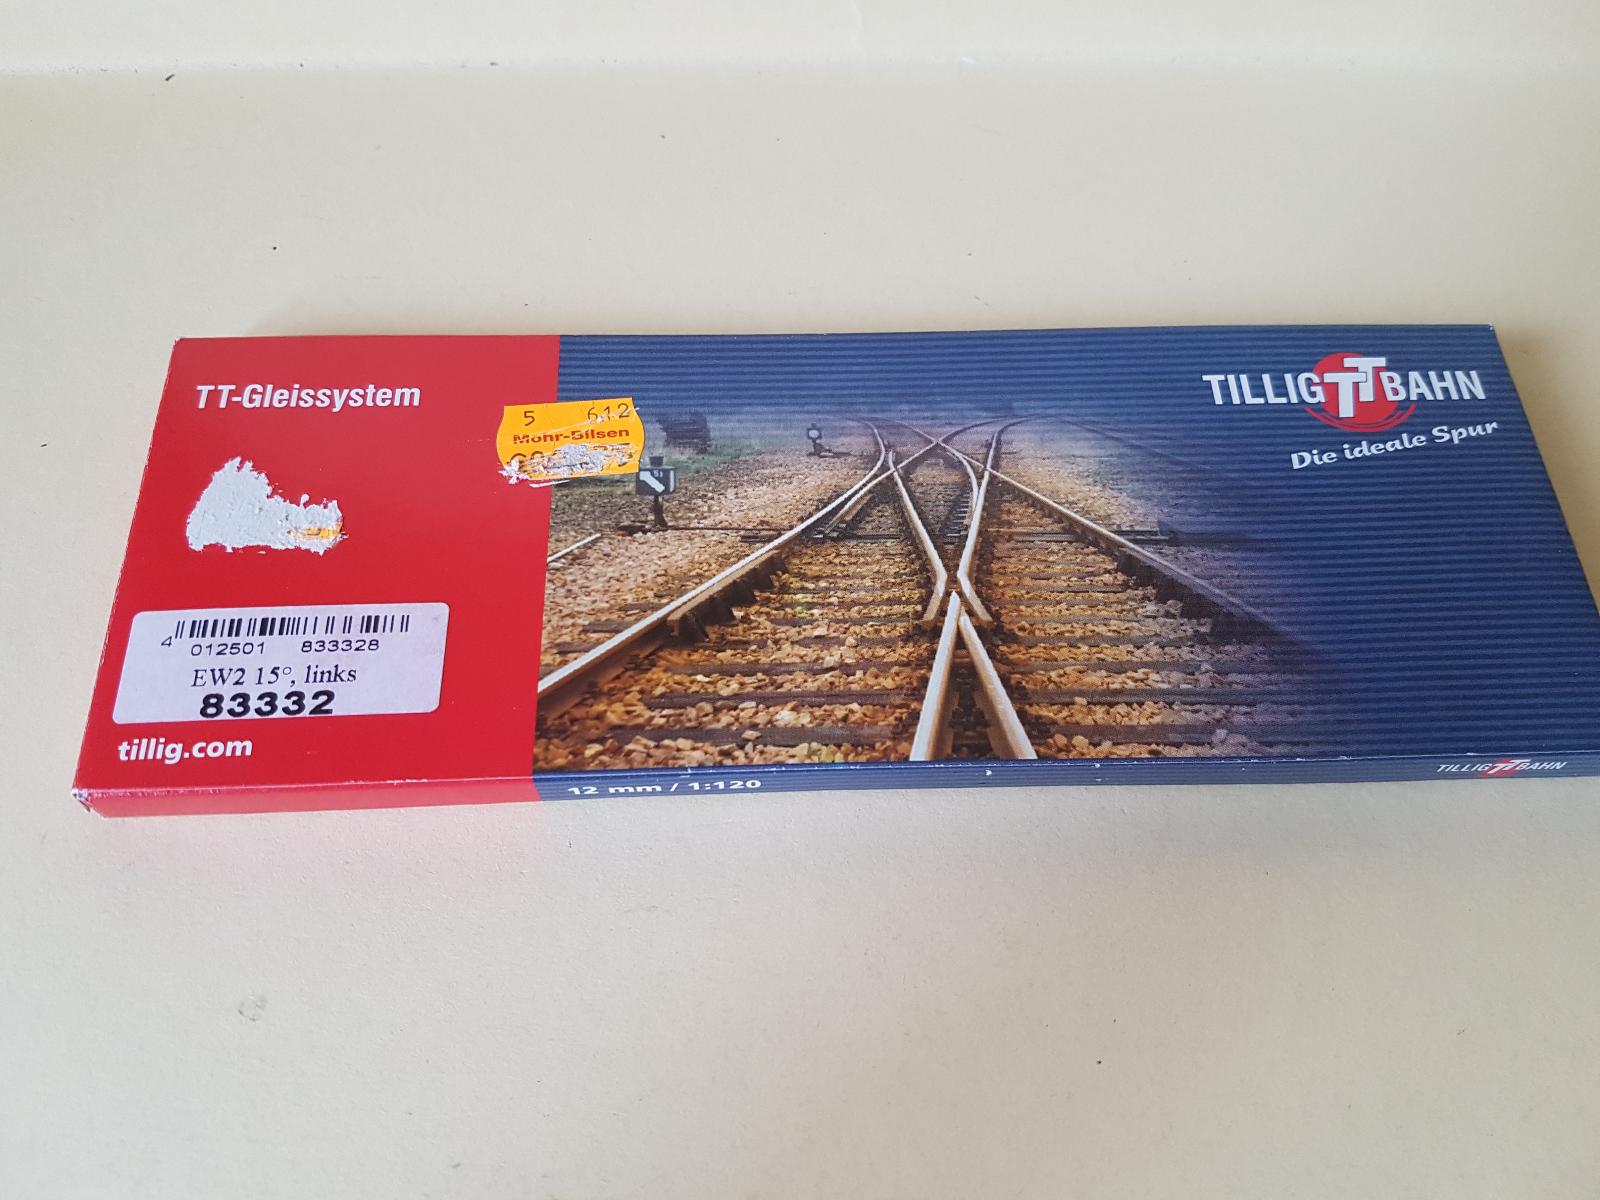 TT-Gleissystem
5 612
Mohr-Bilsen
TILLIG TT BAHN
Die ideale Spur
4 012501 833328
EW2 15°, links
83332
tillig.com
12 mm / 1:120
TILLIG TT BAHN